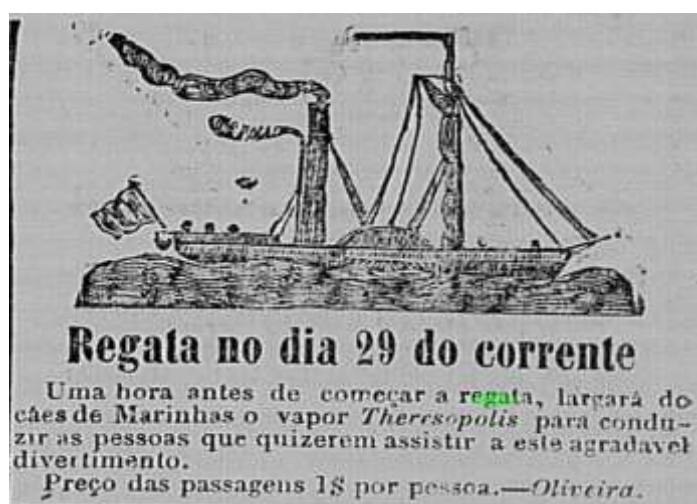 Regata no dia 29 do corrente
Uma hora antes de começar a regata, largará do
cáes de Marinhas o vapor Theresopolis para condu-
zir as pessoas que quizerem assistir a este agradavel
divertimento.
Preço das passagens 1$ por pessoa.—Oliveira.